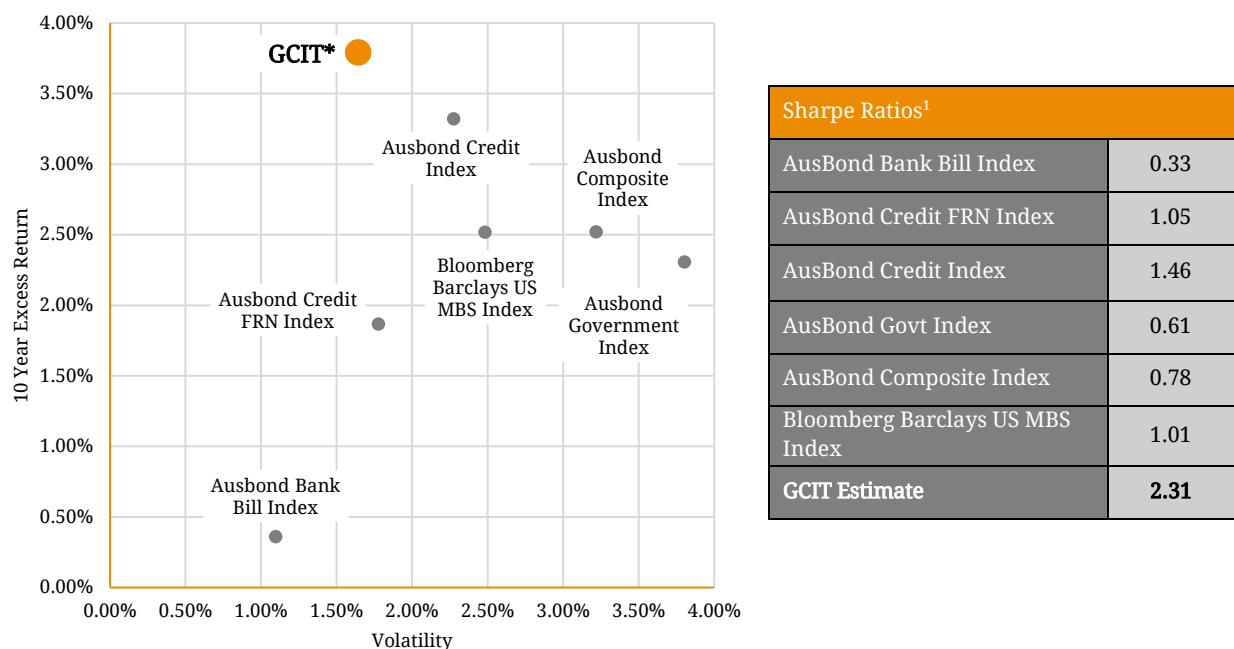 4.00%
3.50%
3.00%
2.50%
2.00%
1.50%
1.00%
0.50%
0.00%
10 Year Excess Return
GCIT*
Ausbond Credit
Index
Ausbond
Composite
Index
Bloomberg
Barclays US
MBS Index
Ausbond
Government
Index
Ausbond Credit
FRN Index
Ausbond Bank
Bill Index
0.00% 0.50% 1.00% 1.50% 2.00% 2.50% 3.00% 3.50% 4.00%
Volatility
Sharpe Ratios¹
AusBond Bank Bill Index 0.33
AusBond Credit FRN Index 1.05
AusBond Credit Index 1.46
AusBond Govt Index 0.61
AusBond Composite Index 0.78
Bloomberg Barclays US MBS
Index 1.01
GCIT Estimate 2.31